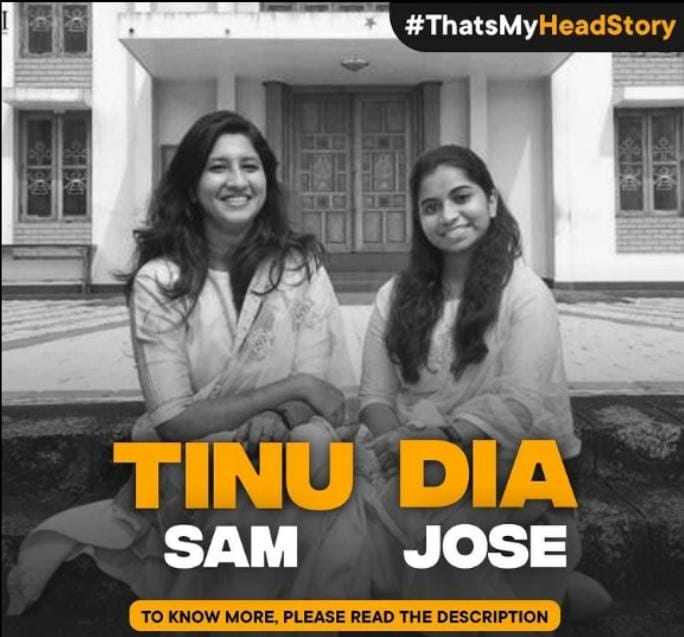 #ThatsMyHeadStory
TINU DIA
SAM JOSE
TO KNOW MORE, PLEASE READ THE DESCRIPTION